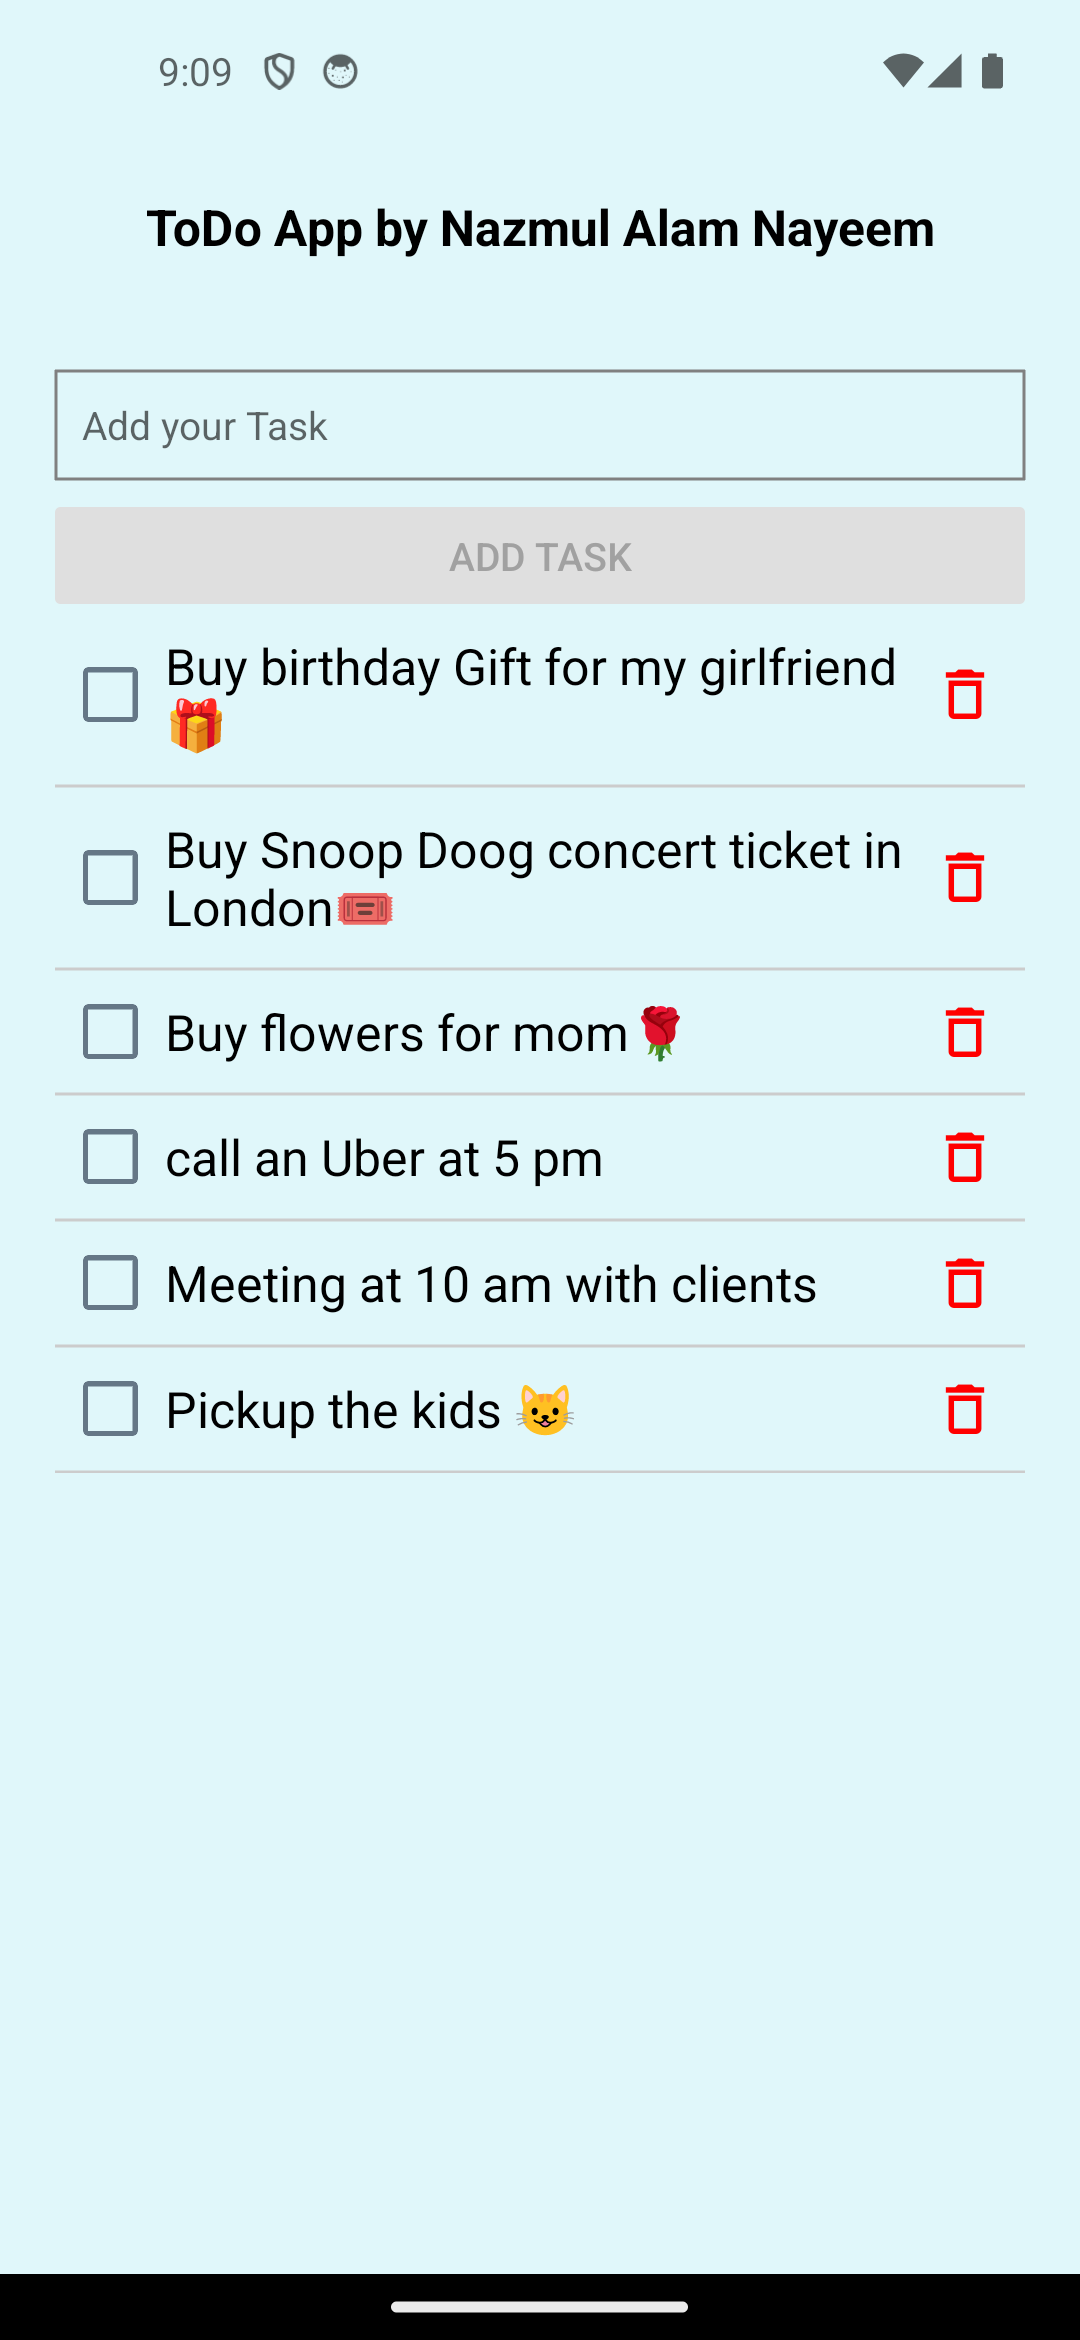 9:09
ToDo App by Nazmul Alam Nayeem
Add your Task
ADD TASK
Buy birthday Gift for my girlfriend
🎁
Buy Snoop Doog concert ticket in
London🎟️
Buy flowers for mom🌹
call an Uber at 5 pm
Meeting at 10 am with clients
Pickup the kids 😺